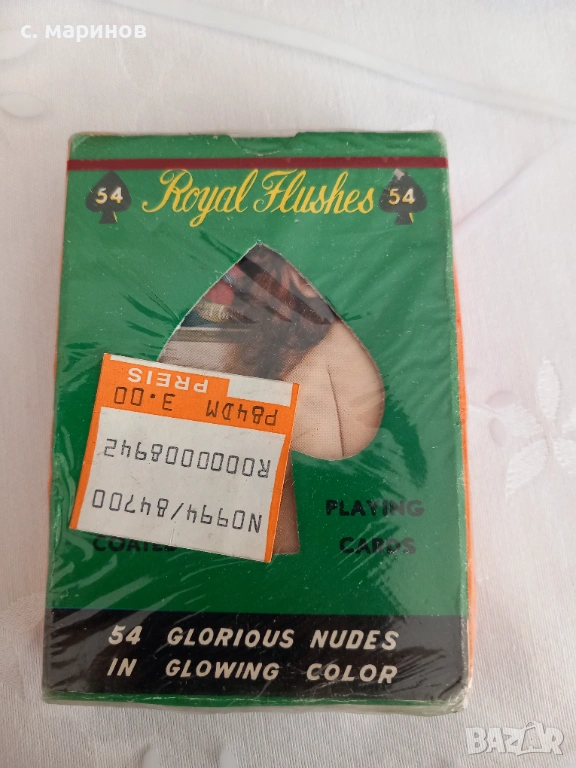 с. маринов
54 Royal Flushes 54
PREIS
P84DM 3.00
R0000008942
N0994/84700
COATED
PLAYING
CARDS
54 GLORIOUS NUDES
IN GLOWING COLOR
BAZAR